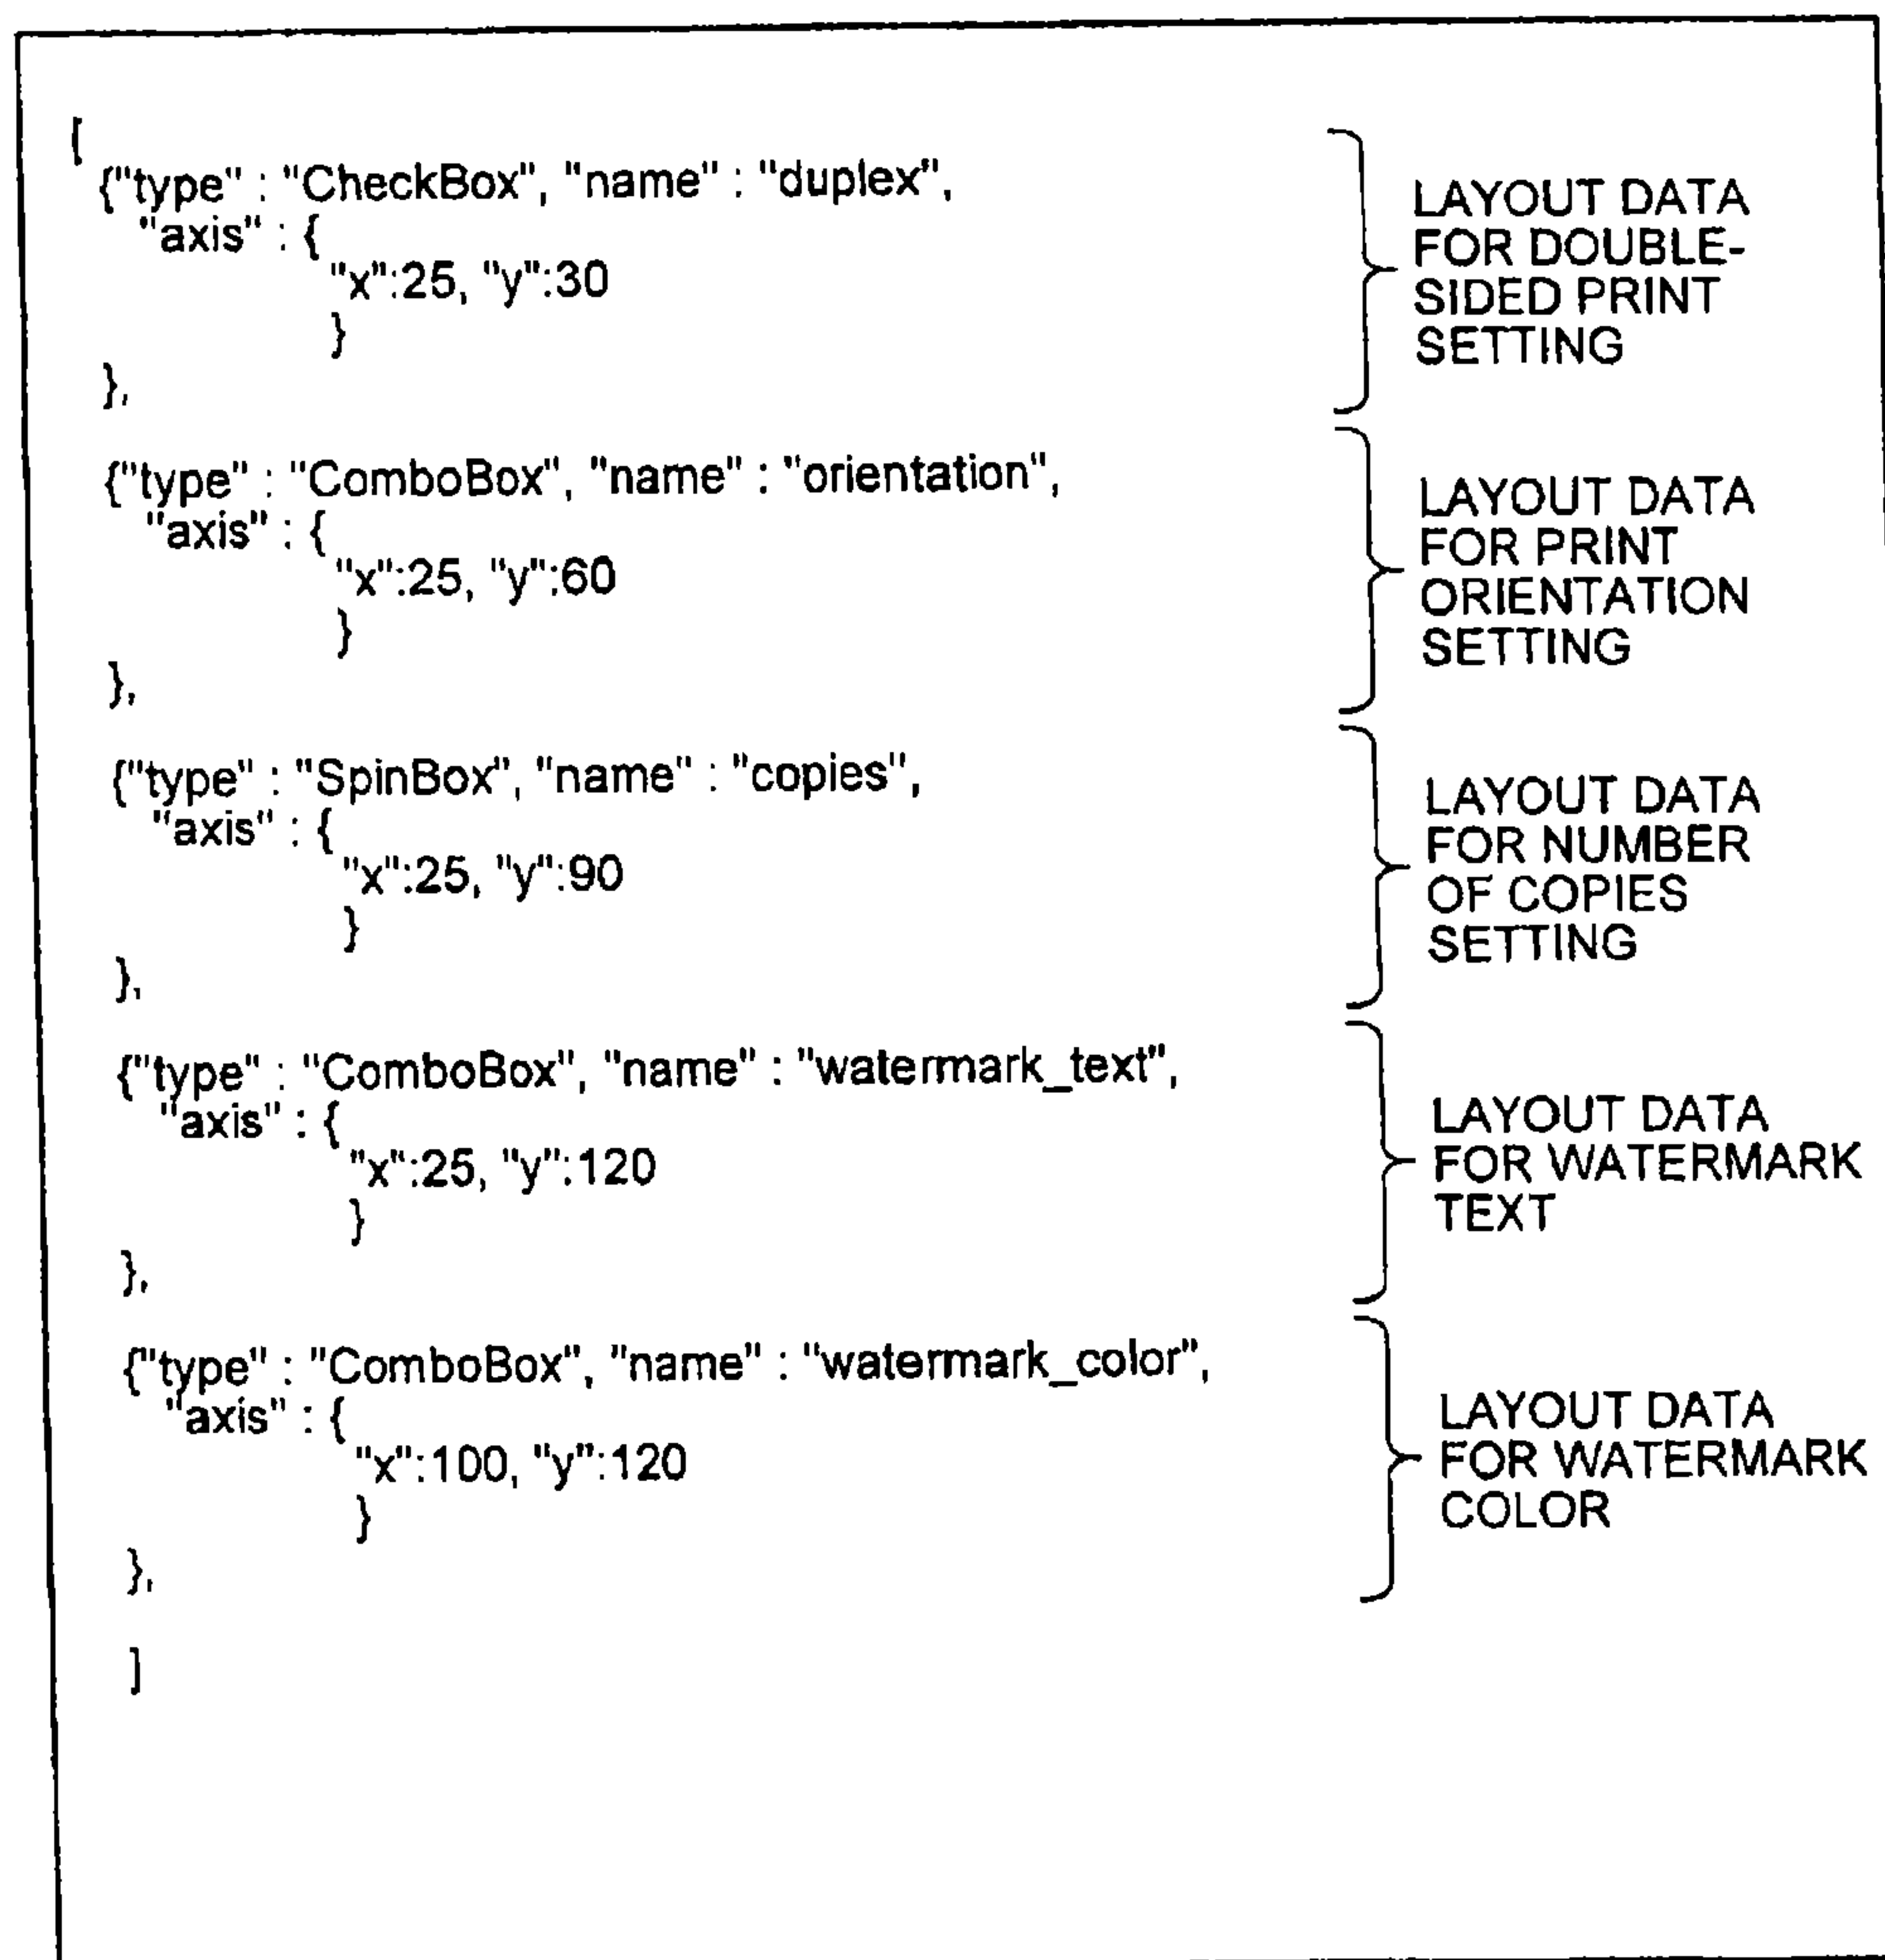 [
{"type" : "CheckBox", "name" : "duplex",
"axis" : {
"x":25, "y":30
}
},
LAYOUT DATA
FOR DOUBLE-
SIDED PRINT
SETTING
{"type" : "ComboBox", "name" : "orientation",
"axis" : {
"x":25, "y":60
}
},
LAYOUT DATA
FOR PRINT
ORIENTATION
SETTING
{"type" : "SpinBox", "name" : "copies",
"axis" : {
"x":25, "y":90
}
},
LAYOUT DATA
FOR NUMBER
OF COPIES
SETTING
{"type" : "ComboBox", "name" : "watermark_text",
"axis" : {
"x":25, "y":120
}
},
LAYOUT DATA
FOR WATERMARK
TEXT
{"type" : "ComboBox", "name" : "watermark_color",
"axis" : {
"x":100, "y":120
}
},
LAYOUT DATA
FOR WATERMARK
COLOR
]